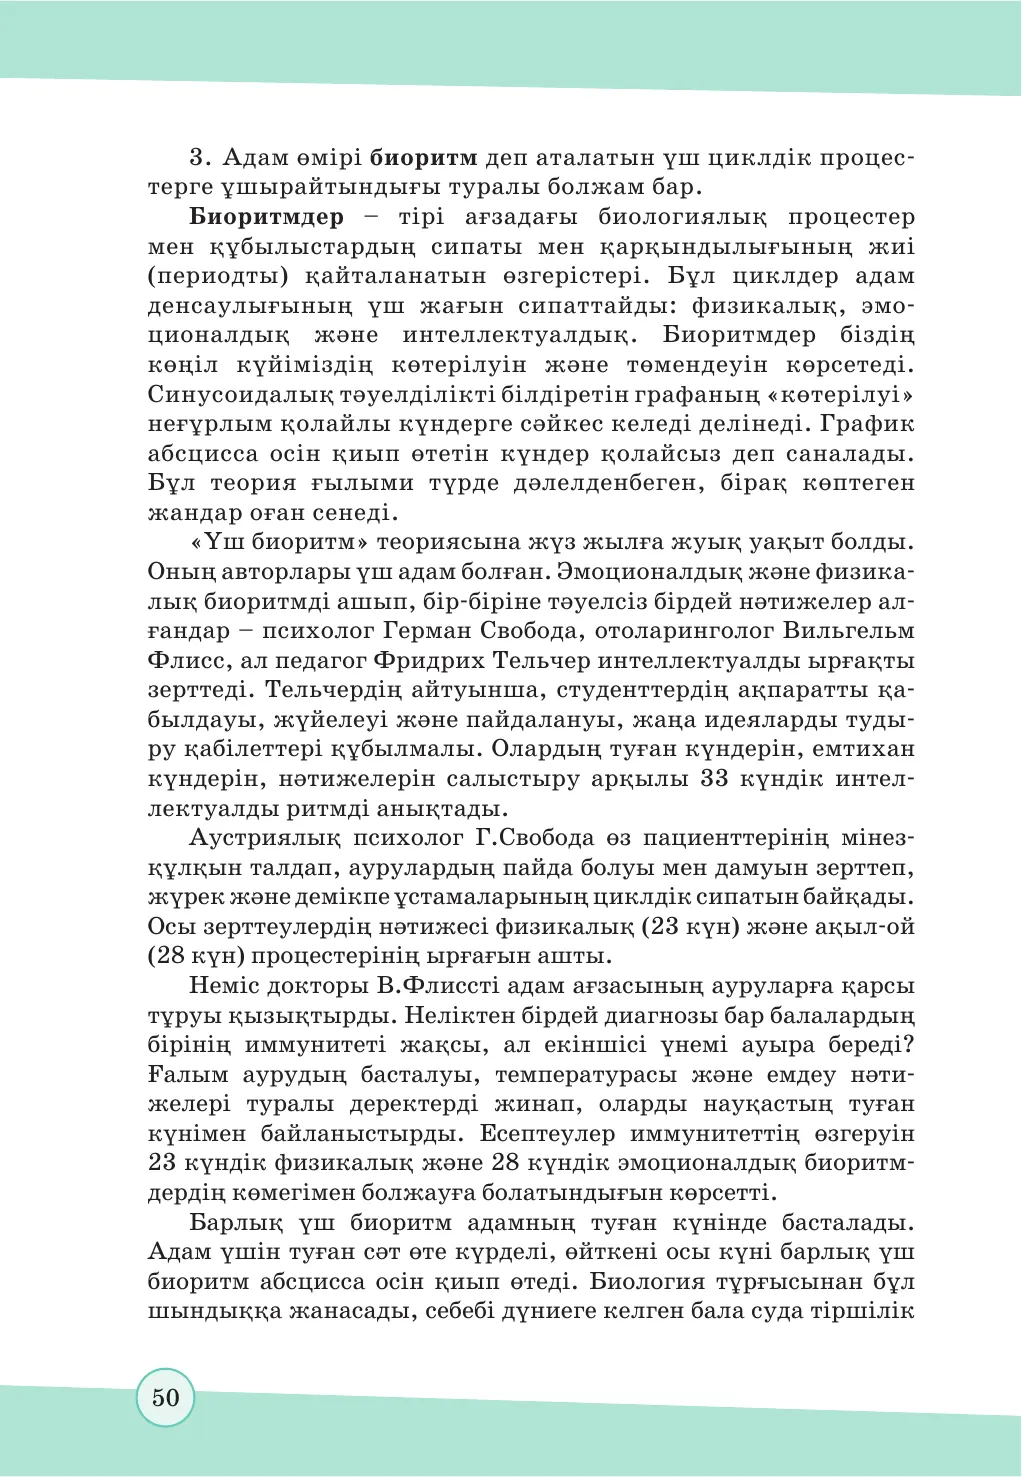 3. Адам өмірі биоритм деп аталатын үш циклдік процес-
терге ұшырайтындығы туралы болжам бар.
Биоритмдер – тірі ағзадағы биологиялық процестер
мен құбылыстардың сипаты мен қарқындылығының жиі
(периодты) қайталанатын өзгерістері. Бұл циклдер адам
денсаулығының үш жағын сипаттайды: физикалық, эмо-
ционалдық және интеллектуалдық. Биоритмдер біздің
көңіл күйіміздің көтерілуін және төмендеуін көрсетеді.
Синусоидалық тәуелділікті білдіретін графаның «көтерілуі»
неғұрлым қолайлы күндерге сәйкес келеді делінеді. График
абсцисса осін қиып өтетін күндер қолайсыз деп саналады.
Бұл теория ғылыми түрде дәлелденбеген, бірақ көптеген
жандар оған сенеді.
«Үш биоритм» теориясына жүз жылға жуық уақыт болды.
Оның авторлары үш адам болған. Эмоционалдық және физика-
лық биоритмді ашып, бір-біріне тәуелсіз бірдей нәтижелер ал-
ғандар – психолог Герман Свобода, отоларинголог Вильгельм
Флисс, ал педагог Фридрих Тельчер интеллектуалды ырғақты
зерттеді. Тельчердің айтуынша, студенттердің ақпаратты қа-
былдауы, жүйелеуі және пайдалануы, жаңа идеяларды туды-
ру қабілеттері құбылмалы. Олардың туған күндерін, емтихан
күндерін, нәтижелерін салыстыру арқылы 33 күндік интел-
лектуалды ритмді анықтады.
Аустриялық психолог Г.Свобода өз пациенттерінің мінез-
құлқын талдап, аурулардың пайда болуы мен дамуын зерттеп,
жүрек және демікпе ұстамаларының циклдік сипатын байқады.
Осы зерттеулердің нәтижесі физикалық (23 күн) және ақыл-ой
(28 күн) процестерінің ырғағын ашты.
Неміс докторы В.Флиссті адам ағзасының ауруларға қарсы
тұруы қызықтырды. Неліктен бірдей диагнозы бар балалардың
бірінің иммунитеті жақсы, ал екіншісі үнемі ауыра береді?
Ғалым аурудың басталуы, температурасы және емдеу нәти-
желері туралы деректерді жинап, оларды науқастың туған
күнімен байланыстырды. Есептеулер иммунитеттің өзгеруін
23 күндік физикалық және 28 күндік эмоционалдық биоритм-
дердің көмегімен болжауға болатындығын көрсетті.
Барлық үш биоритм адамның туған күнінде басталады.
Адам үшін туған сәт өте күрделі, өйткені осы күні барлық үш
биоритм абсцисса осін қиып өтеді. Биология тұрғысынан бұл
шындыққа жанасады, себебі дүниеге келген бала суда тіршілік
50